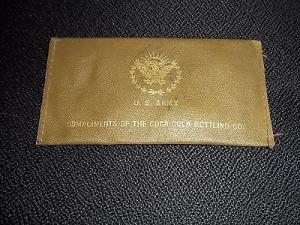 U. S. ARMY
COMPLIMENTS OF THE COCA-COLA BOTTLING CO.